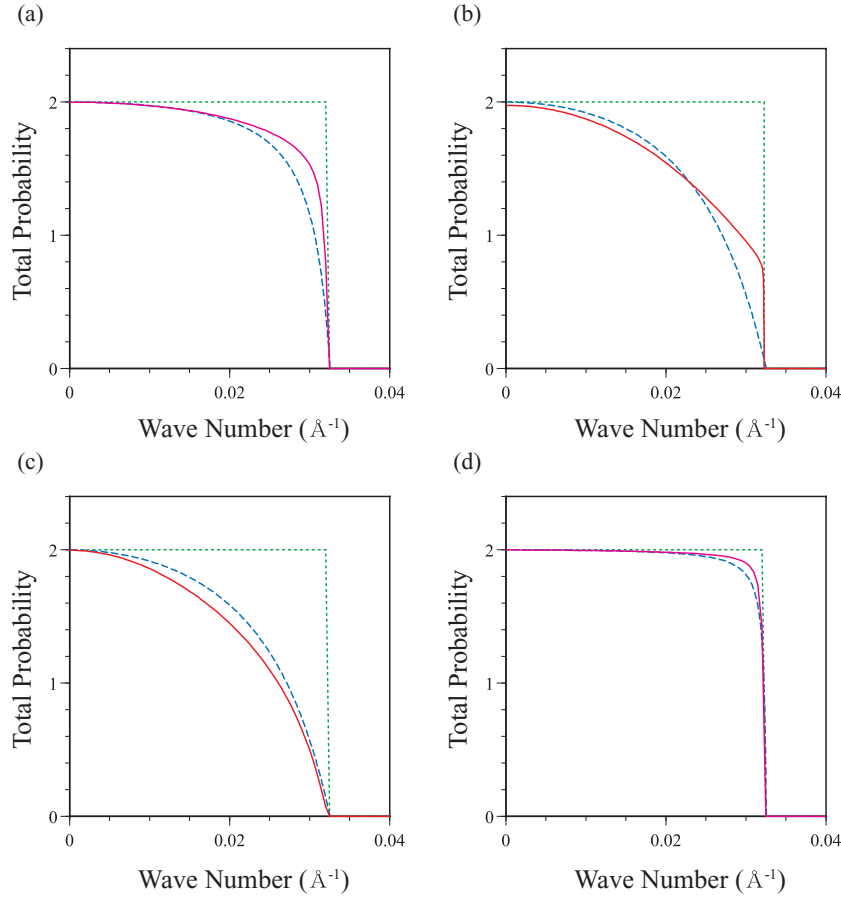 (a)
(b)
2
1
0
Total Probability
0
0.02
0.04
Wave Number (Å⁻¹)
2
1
0
Total Probability
0
0.02
0.04
Wave Number (Å⁻¹)
(c)
(d)
2
1
0
Total Probability
0
0.02
0.04
Wave Number (Å⁻¹)
2
1
0
Total Probability
0
0.02
0.04
Wave Number (Å⁻¹)